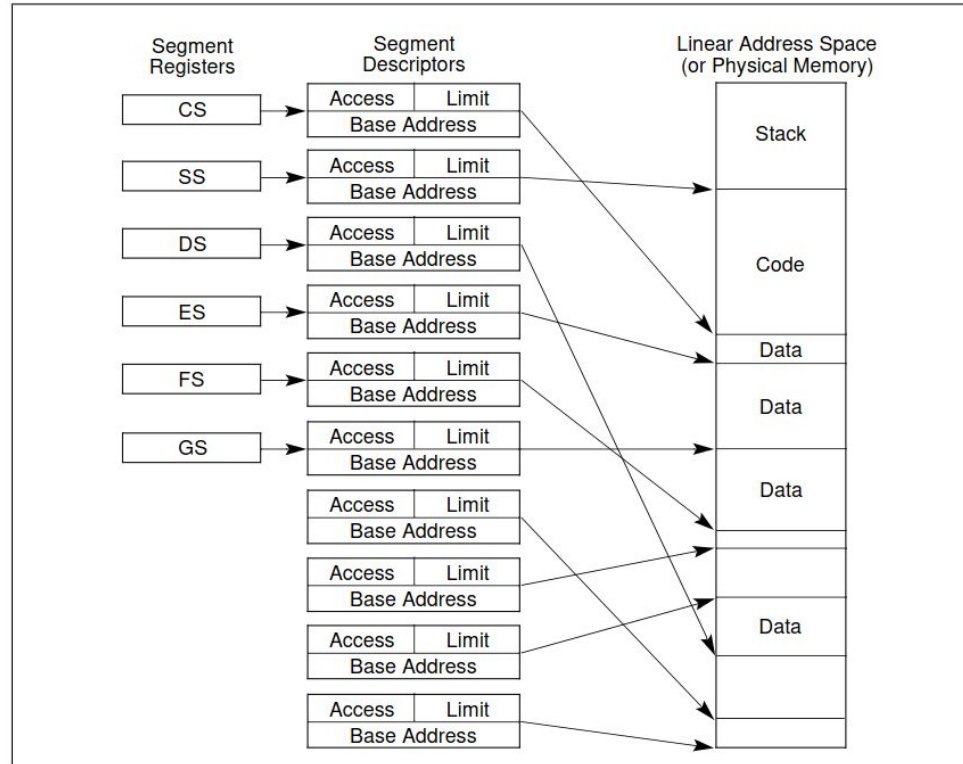 Segment
Registers
Segment
Descriptors
Linear Address Space
(or Physical Memory)
CS
Access Limit
Base Address
Stack
SS
Access Limit
Base Address
DS
Access Limit
Base Address
Code
ES
Access Limit
Base Address
Data
FS
Access Limit
Base Address
Data
GS
Access Limit
Base Address
Data
Access Limit
Base Address
Access Limit
Base Address
Access Limit
Base Address
Data
Access Limit
Base Address